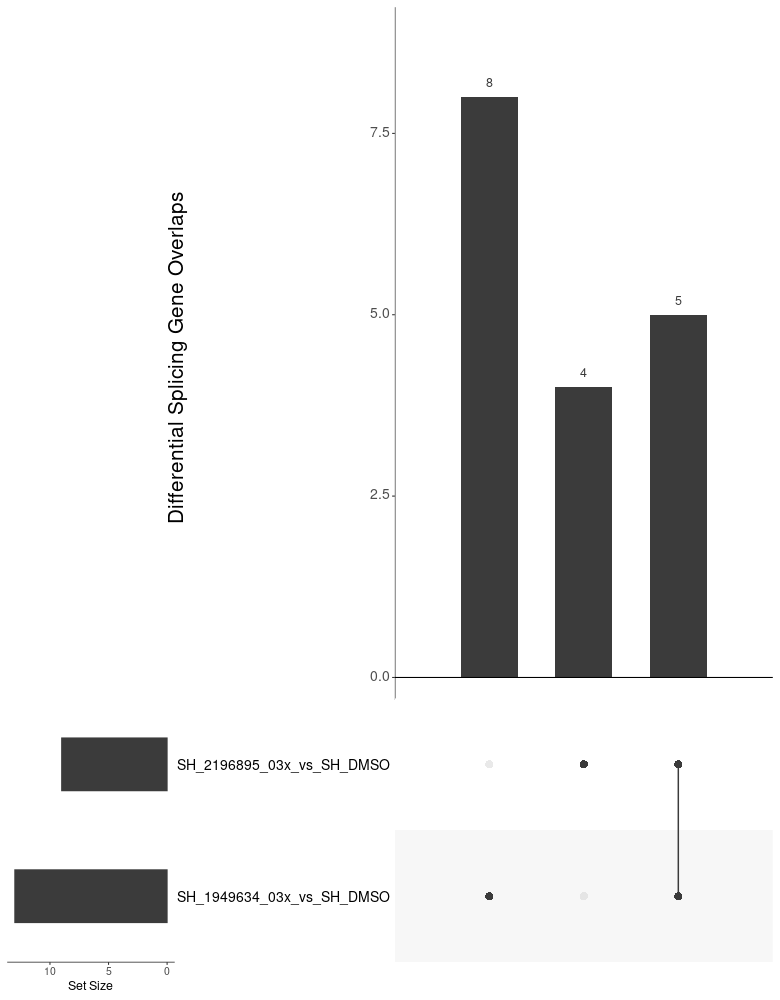 8
7.5
Differential Splicing Gene Overlaps
5.0
5
4
2.5
0.0
SH_2196895_03x_vs_SH_DMSO
SH_1949634_03x_vs_SH_DMSO
10 5 0
Set Size